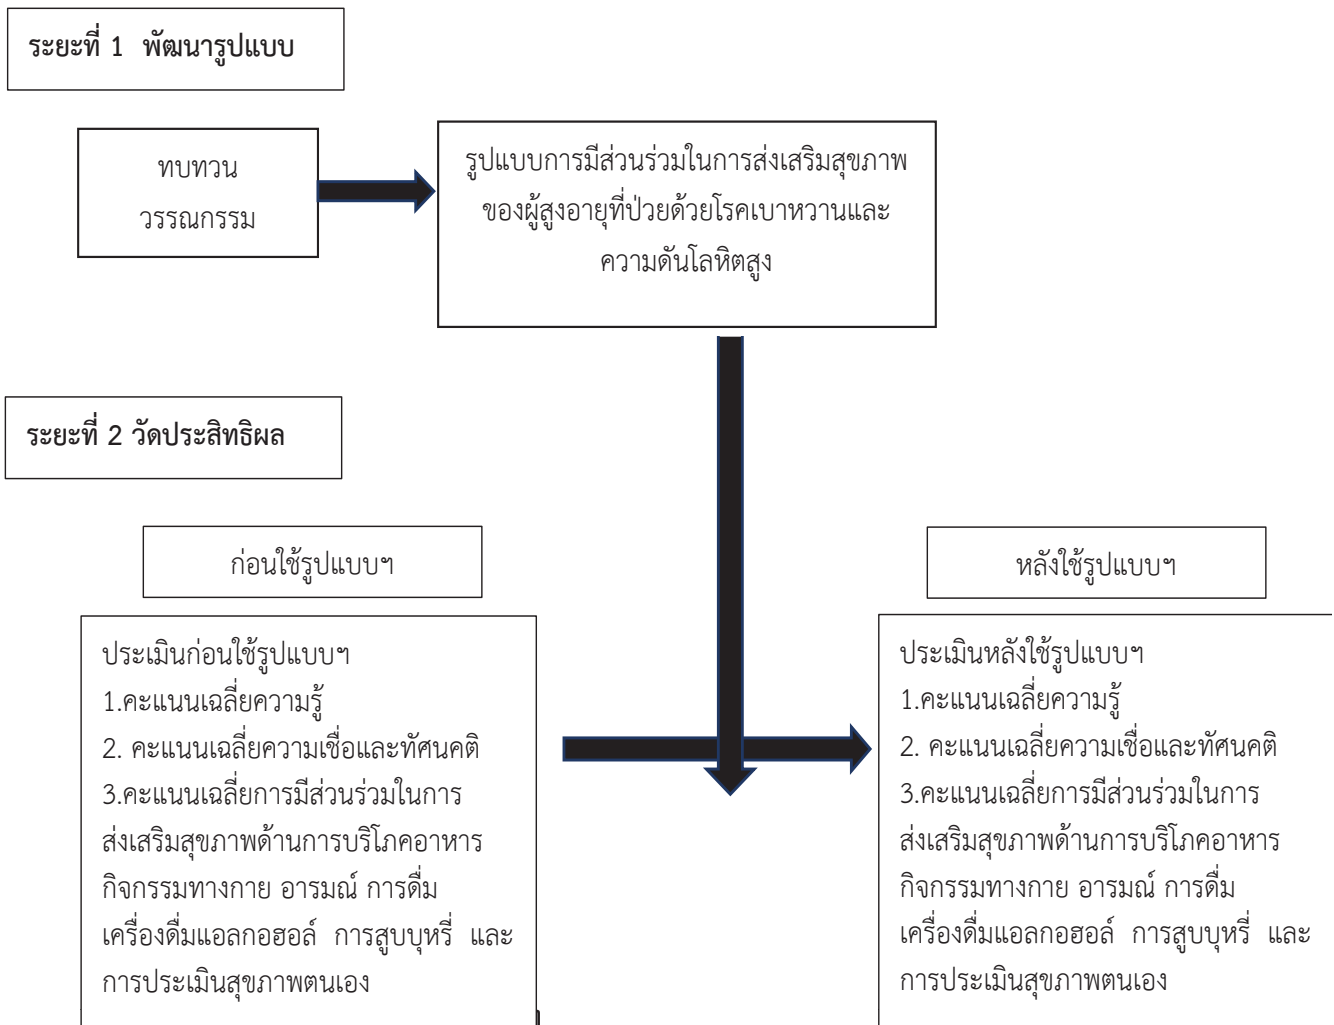 ระยะที่ 1  พัฒนารูปแบบ
ทบทวน
วรรณกรรม
รูปแบบการมีส่วนร่วมในการส่งเสริมสุขภาพ
ของผู้สูงอายุที่ป่วยด้วยโรคเบาหวานและ
ความดันโลหิตสูง
ระยะที่ 2 วัดประสิทธิผล
ก่อนใช้รูปแบบฯ
ประเมินก่อนใช้รูปแบบฯ
1.คะแนนเฉลี่ยความรู้
2. คะแนนเฉลี่ยความเชื่อและทัศนคติ
3.คะแนนเฉลี่ยการมีส่วนร่วมในการ
ส่งเสริมสุขภาพด้านการบริโภคอาหาร
กิจกรรมทางกาย อารมณ์ การดื่ม
เครื่องดื่มแอลกอฮอล์  การสูบบุหรี่  และ
การประเมินสุขภาพตนเอง
หลังใช้รูปแบบฯ
ประเมินหลังใช้รูปแบบฯ
1.คะแนนเฉลี่ยความรู้
2. คะแนนเฉลี่ยความเชื่อและทัศนคติ
3.คะแนนเฉลี่ยการมีส่วนร่วมในการ
ส่งเสริมสุขภาพด้านการบริโภคอาหาร
กิจกรรมทางกาย อารมณ์ การดื่ม
เครื่องดื่มแอลกอฮอล์  การสูบบุหรี่  และ
การประเมินสุขภาพตนเอง